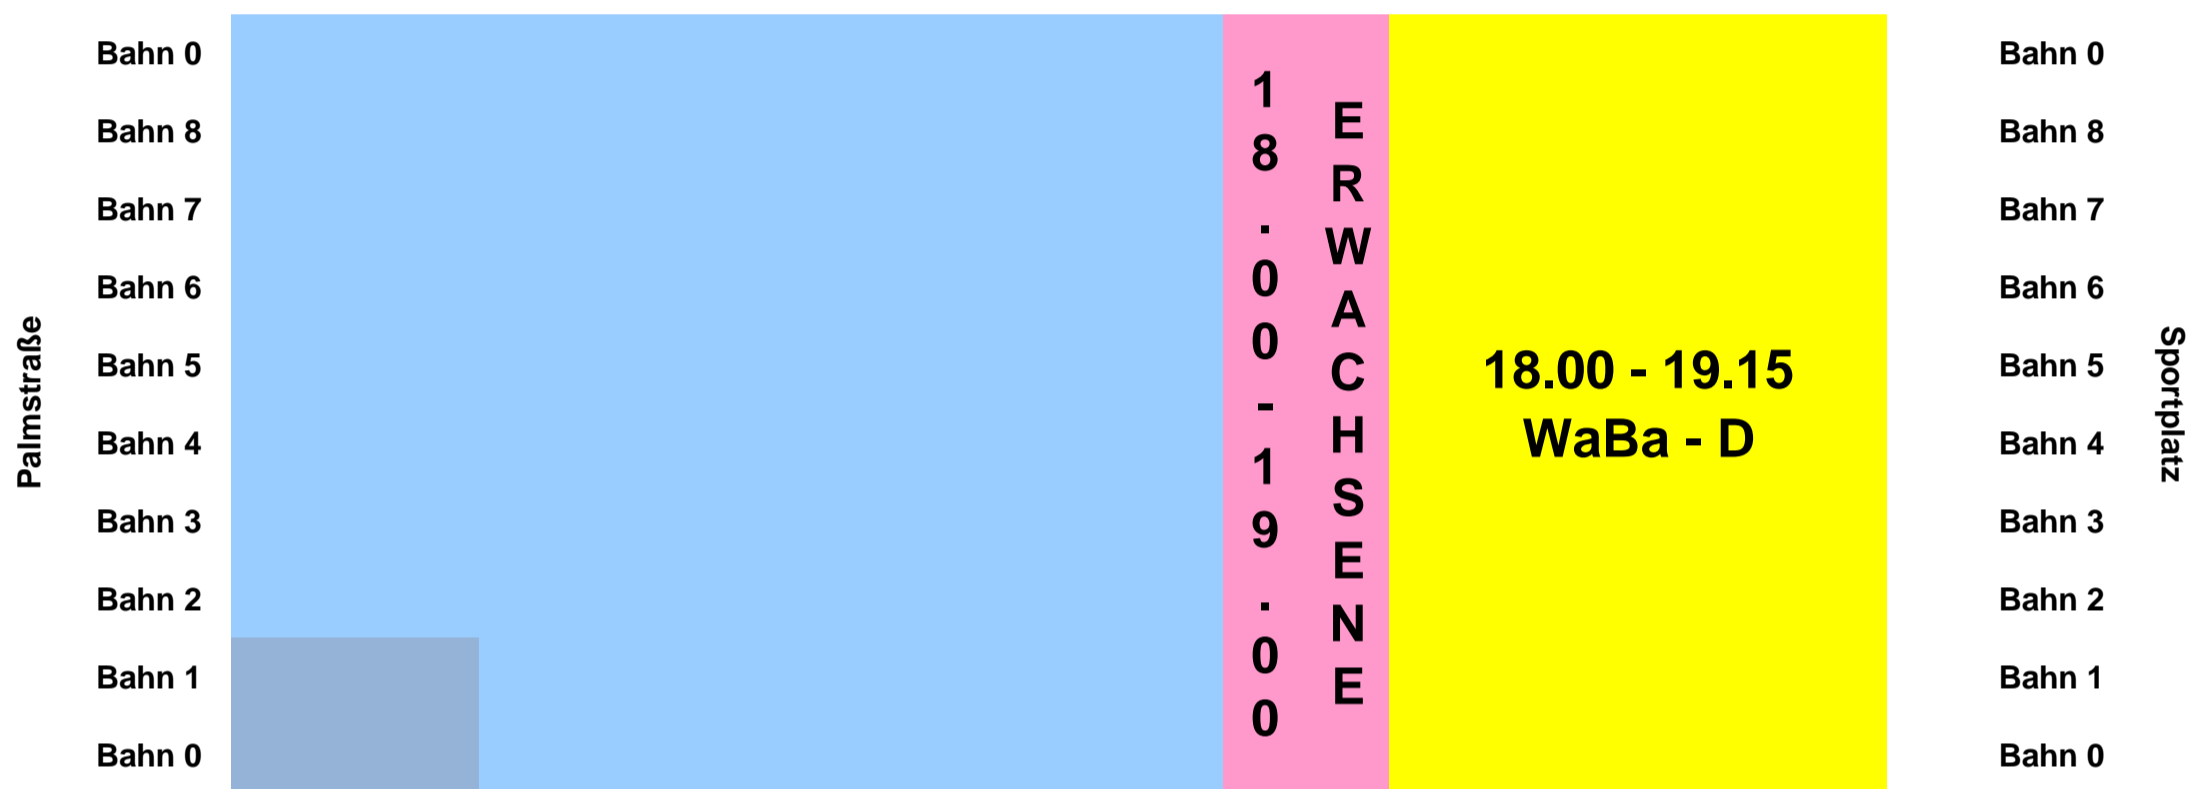 Palmstraße
Bahn 0
Bahn 8
Bahn 7
Bahn 6
Bahn 5
Bahn 4
Bahn 3
Bahn 2
Bahn 1
Bahn 0
18.00-19.00
ERWACHSENE
18.00 - 19.15
WaBa - D
Bahn 0
Bahn 8
Bahn 7
Bahn 6
Bahn 5
Bahn 4
Bahn 3
Bahn 2
Bahn 1
Bahn 0
Sportplatz